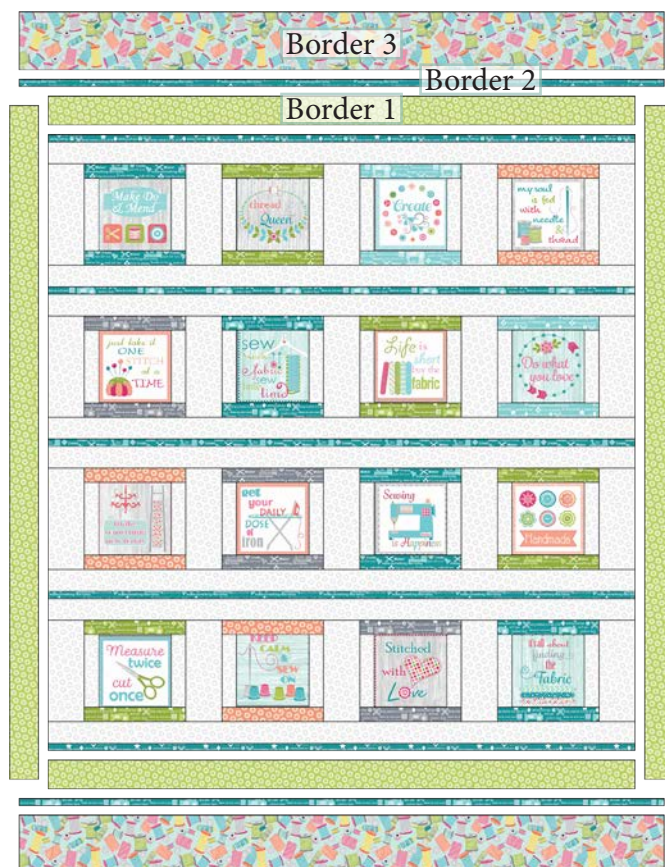 Border 3
Border 2
Border 1
Make Do
& Mend
thread
Queen
Create
my soul
is fed
with
needle
&
thread
just take it
ONE
STITCH
at a
TIME
sew
fabric
sew
time
Life is
short
buy the
fabric
Do what
you love
get
your
DAILY
DOSE
of
iron
Sewing
is Happiness
Handmade
Measure
twice
cut
once
KEEP
CALM
&
SEW
ON
Stitched
with
Love
all about
finding
the
Fabric